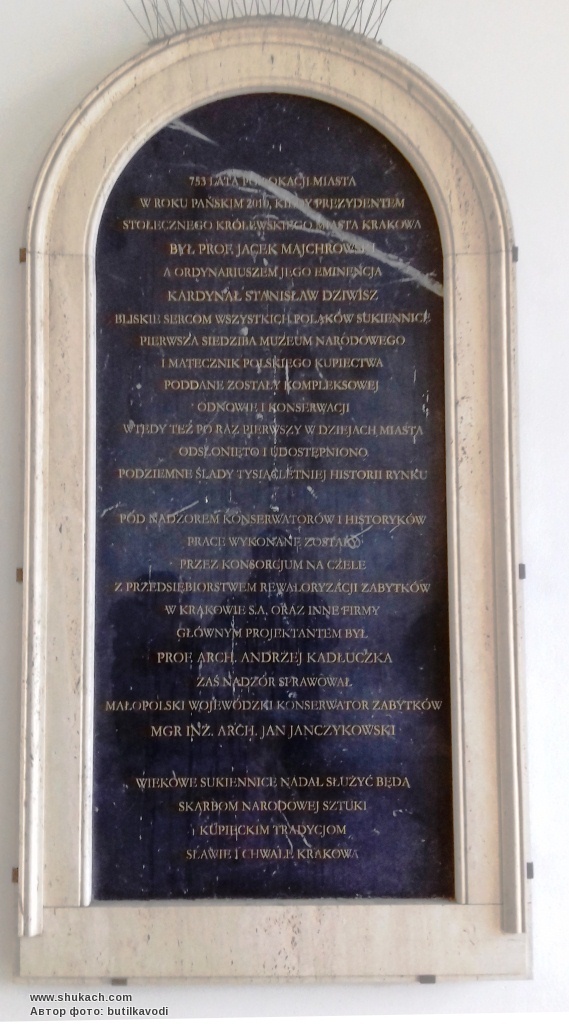 753 LATA PO LOKACJI MIASTA
W ROKU PAŃSKIM 2010, KIEDY PREZYDENTEM
STOŁECZNEGO KRÓLEWSKIEGO MIASTA KRAKOWA
BYŁ PROF. JACEK MAJCHROWSKI
A ORDYNARIUSZEM JEGO EMINENCJA
KARDYNAŁ STANISŁAW DZIWISZ
BLISKIE SERCOM WSZYSTKICH POLAKÓW SUKIENNICE
PIERWSZA SIEDZIBA MUZEUM NARODOWEGO
I MATECZNIK POLSKIEGO KUPIECTWA
PODDANE ZOSTAŁY KOMPLEKSOWEJ
ODNOWIE I KONSERWACJI
WTEDY TEŻ PO RAZ PIERWSZY W DZIEJACH MIASTA
ODSŁONIĘTO I UDOSTĘPNIONO
PODZIEMNE ŚLADY TYSIĄCLETNIEJ HISTORII RYNKU
POD NADZOREM KONSERWATORÓW I HISTORYKÓW
PRACE WYKONANE ZOSTAŁY
PRZEZ KONSORCJUM NA CZELE
Z PRZEDSIĘBIORSTWEM REWALORYZACJI ZABYTKÓW
W KRAKOWIE S.A. ORAZ INNE FIRMY
GŁÓWNYM PROJEKTANTEM BYŁ
PROF. ARCH. ANDRZEJ KADŁUCZKA
ZAŚ NADZÓR SPRAWOWAŁ
MAŁOPOLSKI WOJEWÓDZKI KONSERWATOR ZABYTKÓW
MGR INŻ. ARCH. JAN JANCZYKOWSKI
WIEKOWE SUKIENNICE NADAL SŁUŻYĆ BĘDĄ
SKARBOM NARODOWEJ SZTUKI
I KUPIECKIM TRADYCJOM
SŁAWIE I CHWALE KRAKOWA
www.shukach.com
Автор фото: butilkavodi